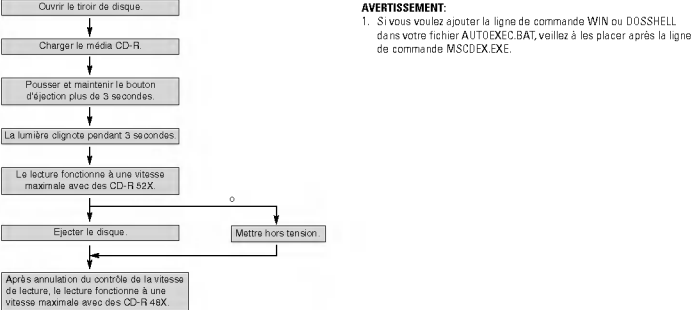 Ouvrir le tiroir de disque.
Charger le média CD-R.
Pousser et maintenir le bouton
d'éjection plus de 3 secondes.
La lumière clignote pendant 3 secondes.
Le lecture fonctionne à une vitesse
maximale avec des CD-R 52X.
o
Ejecter le disque.
Mettre hors tension.
Après annulation du contrôle de la vitesse
de lecture, le lecture fonctionne à une
vitesse maximale avec des CD-R 48X.
AVERTISSEMENT:
1. Si vous voulez ajouter la ligne de commande WIN ou DOSSHELL
dans votre fichier AUTOEXEC.BAT, veillez à les placer après la ligne
de commande MSCDEX.EXE.